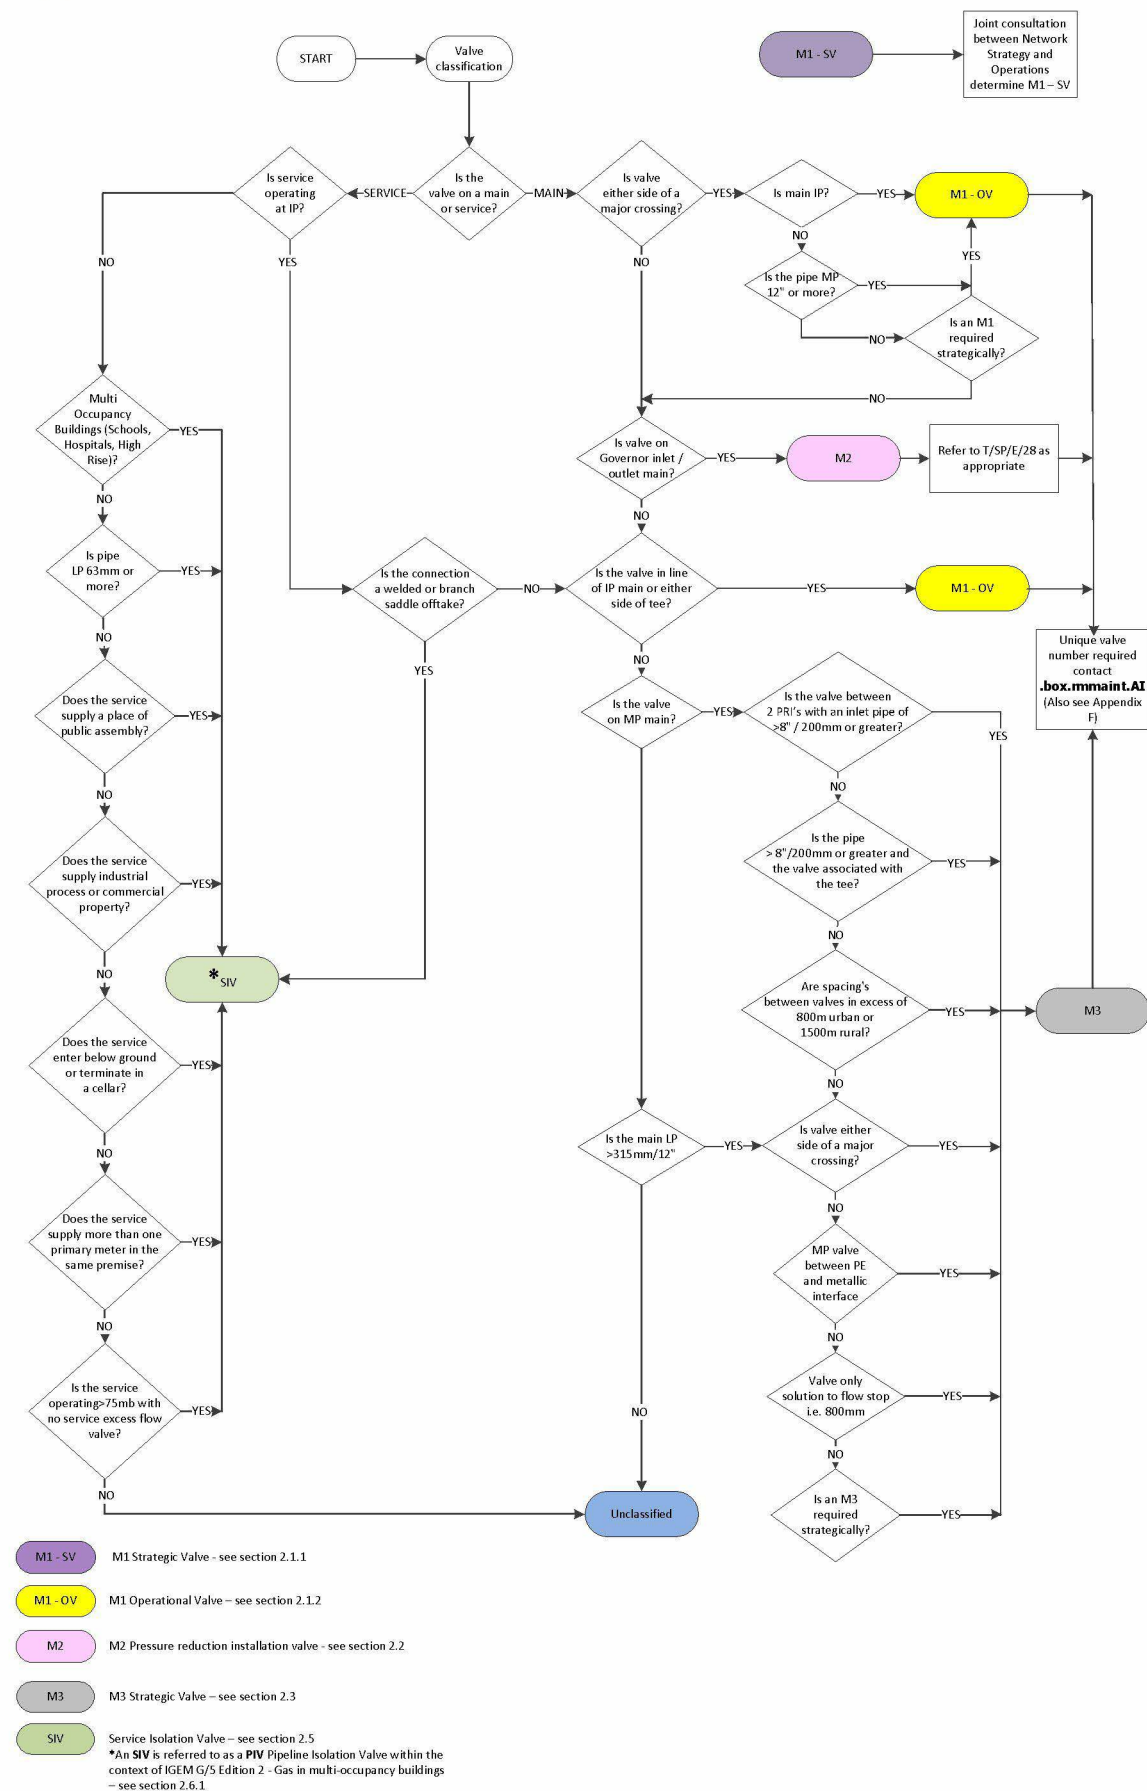 START
Valve
classification
M1 - SV
Joint consultation
between Network
Strategy and
Operations
determine M1 – SV
Is service
operating
at IP?
SERVICE
Is the
valve on a main
or service?
MAIN
Is valve
either side of a
major crossing?
YES
Is main IP?
YES
M1 - OV
NO
YES
NO
NO
YES
Is the pipe MP
12" or more?
YES
Is an M1
required
strategically?
NO
NO
Multi
Occupancy
Buildings (Schools,
Hospitals, High
Rise)?
YES
NO
Is valve on
Governor inlet /
outlet main?
YES
M2
Refer to T/SP/E/28 as
appropriate
NO
Is pipe
LP 63mm or
more?
YES
NO
Is the connection
a welded or branch
saddle offtake?
NO
YES
Is the valve in line
of IP main or either
side of tee?
YES
M1 - OV
NO
Unique valve
number required
contact
.box.mmaint.AI
(Also see Appendix
F)
Does the service
supply a place of
public assembly?
YES
NO
Is the valve
on MP main?
YES
Is the valve between
2 PRI's with an inlet pipe of
>8" / 200mm or greater?
YES
NO
Does the service
supply industrial
process or commercial
property?
YES
NO
Is the pipe
> 8"/200mm or greater and
the valve associated with
the tee?
YES
NO
*SIV
Are spacing's
between valves in excess of
800m urban or
1500m rural?
YES
M3
NO
Does the service
enter below ground
or terminate in
a cellar?
YES
NO
Is the main LP
>315mm/12"
YES
Is valve either
side of a major
crossing?
YES
NO
Does the service
supply more than one
primary meter in the
same premise?
YES
NO
MP valve
between PE
and metallic
interface
YES
NO
Is the service
operating>75mb with
no service excess flow
valve?
YES
NO
NO
Valve only
solution to flow stop
i.e. 800mm
YES
NO
Unclassified
Is an M3
required
strategically?
YES
M1 - SV M1 Strategic Valve - see section 2.1.1
M1 - OV M1 Operational Valve – see section 2.1.2
M2 M2 Pressure reduction installation valve - see section 2.2
M3 M3 Strategic Valve – see section 2.3
SIV Service Isolation Valve – see section 2.5
*An SIV is referred to as a PIV Pipeline Isolation Valve within the
context of IGEM G/5 Edition 2 - Gas in multi-occupancy buildings
– see section 2.6.1